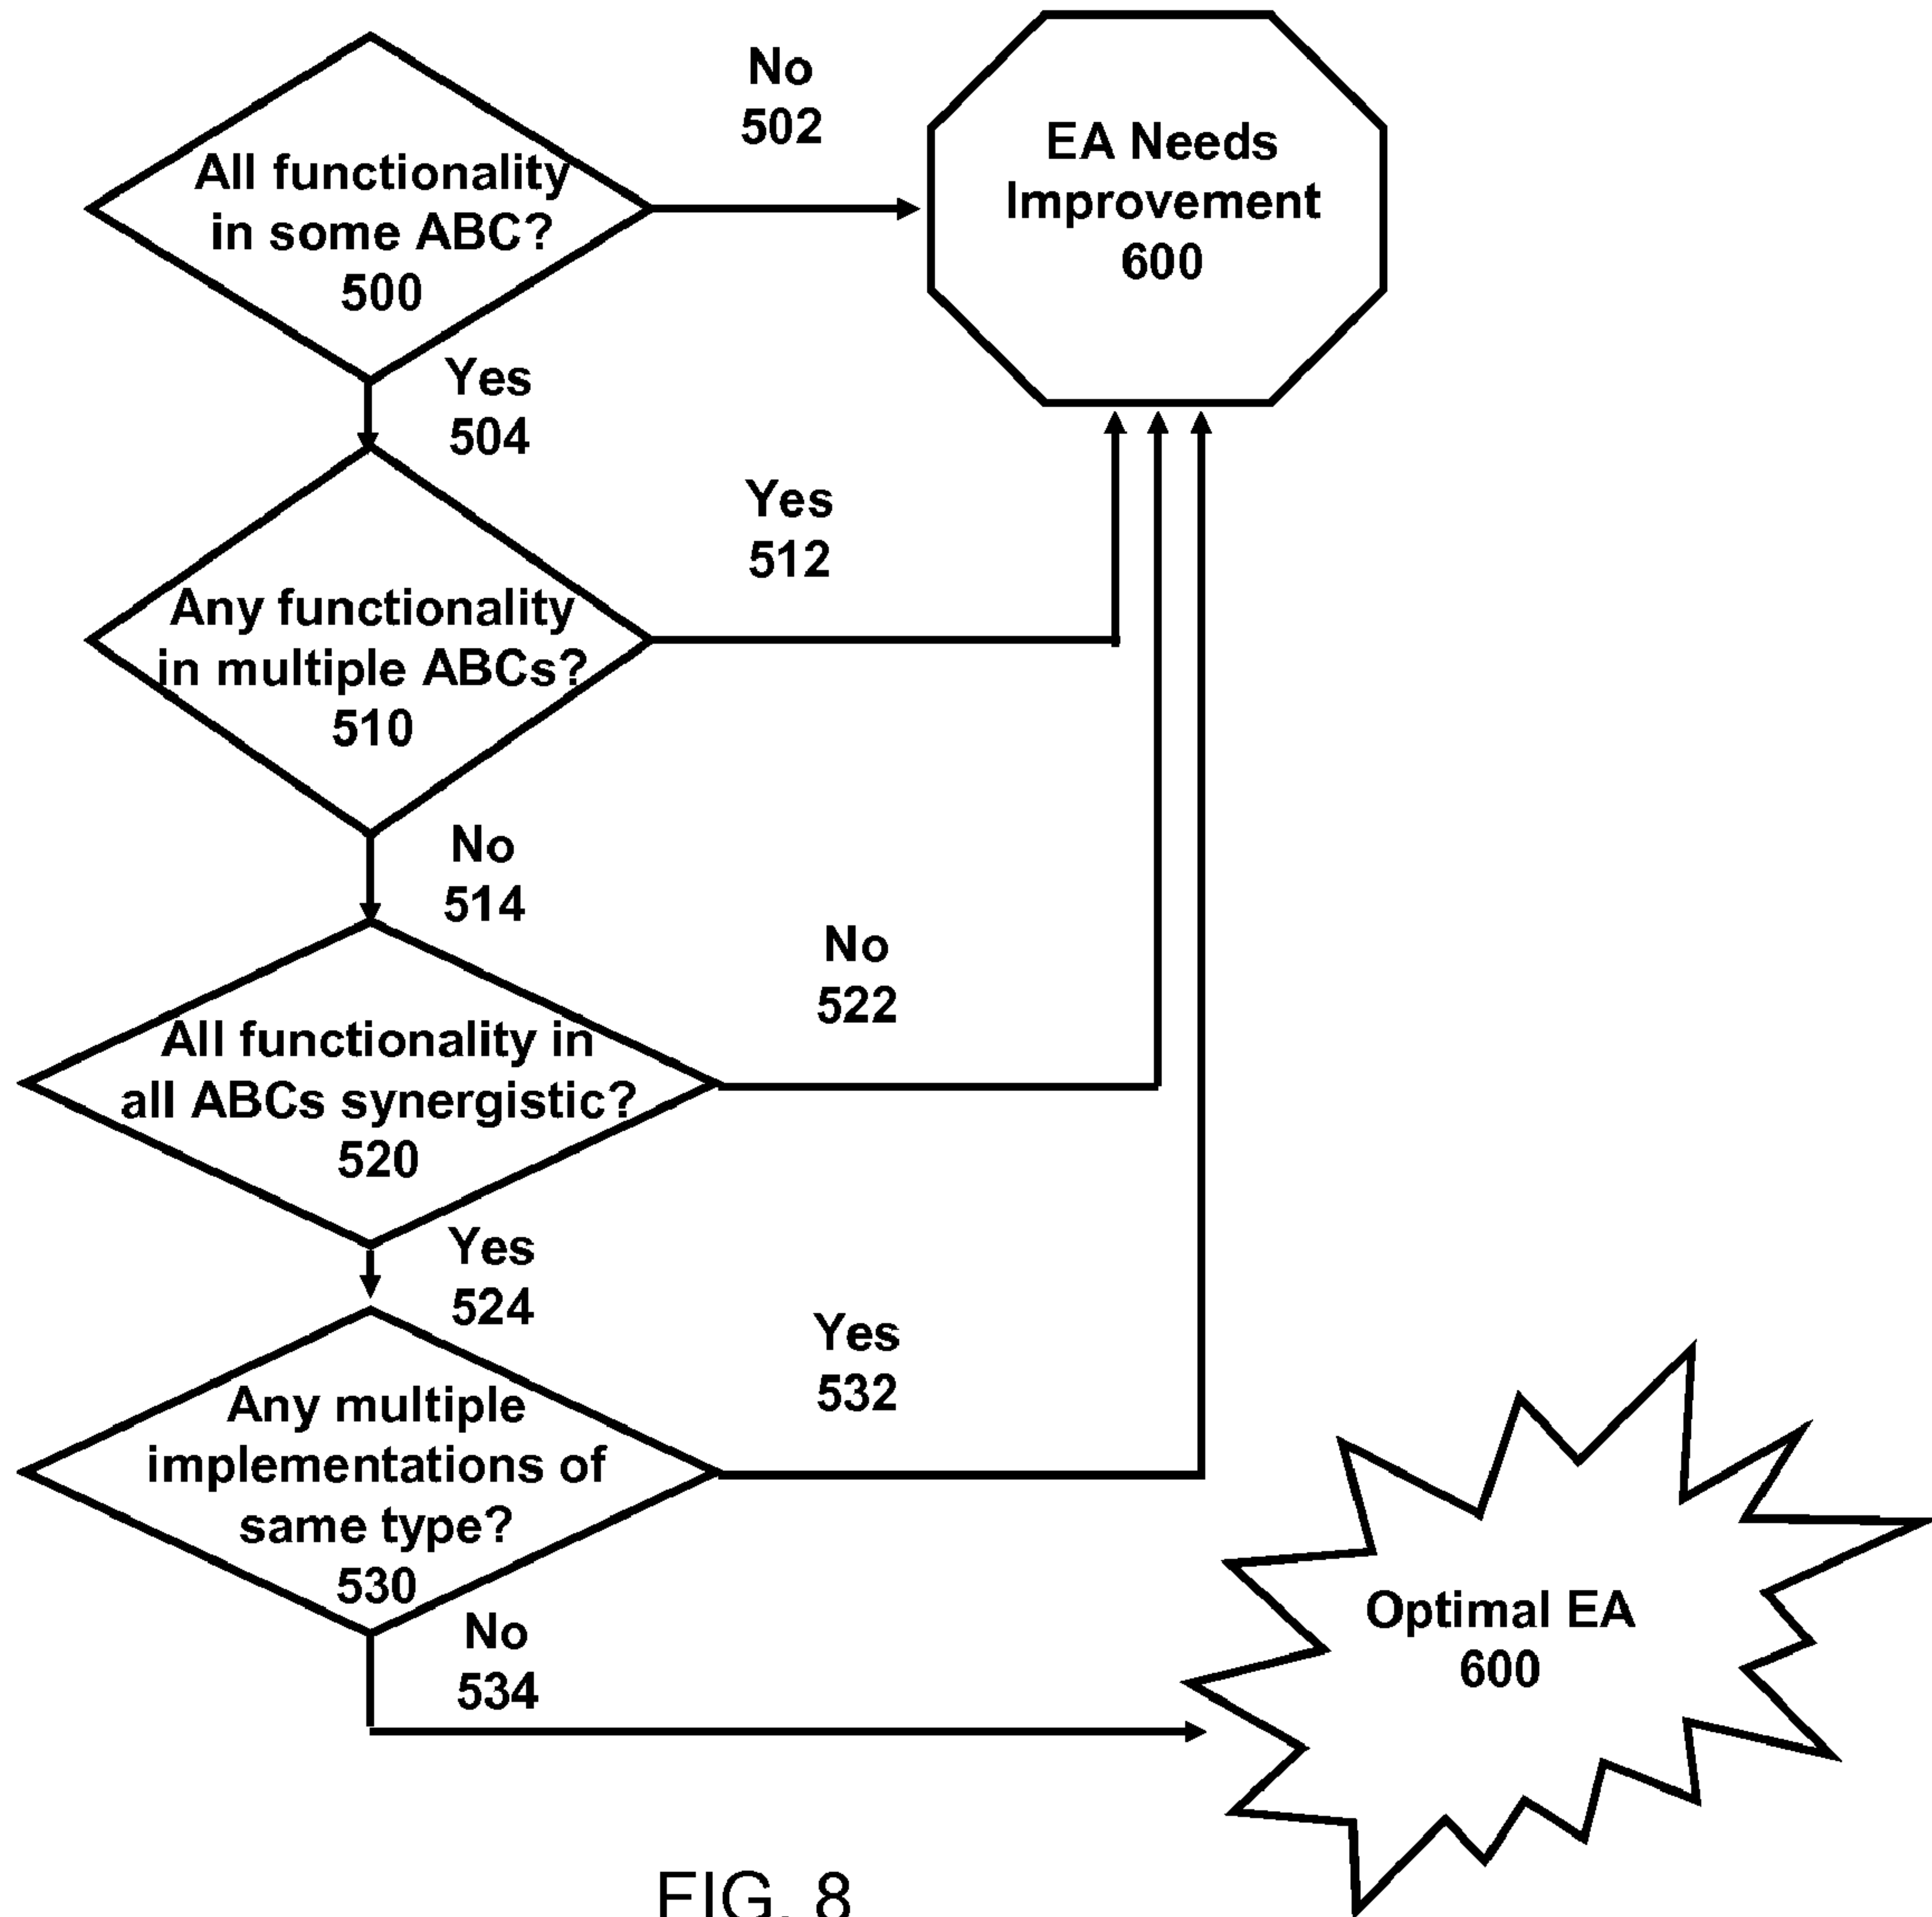 No
502
EA Needs
Improvement
600
All functionality
in some ABC?
500
Yes
504
Yes
512
Any functionality
in multiple ABCs?
510
No
514
No
522
All functionality in
all ABCs synergistic?
520
Yes
524
Yes
532
Any multiple
implementations of
same type?
530
No
534
Optimal EA
600
FIG. 8